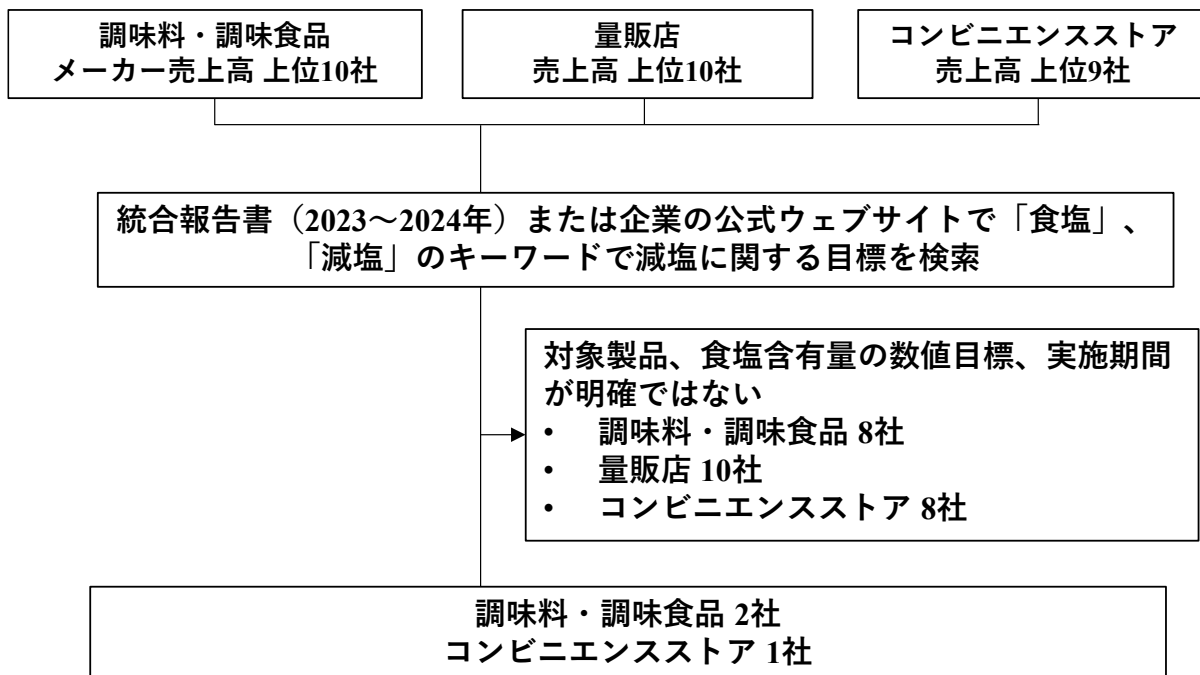 調味料・調味食品
メーカー売上高 上位10社
量販店
売上高 上位10社
コンビニエンスストア
売上高 上位9社
統合報告書（2023～2024年）または企業の公式ウェブサイトで「食塩」、
「減塩」のキーワードで減塩に関する目標を検索
対象製品、食塩含有量の数値目標、実施期間
が明確ではない
• 調味料・調味食品 8社
• 量販店 10社
• コンビニエンスストア 8社
調味料・調味食品 2社
コンビニエンスストア 1社